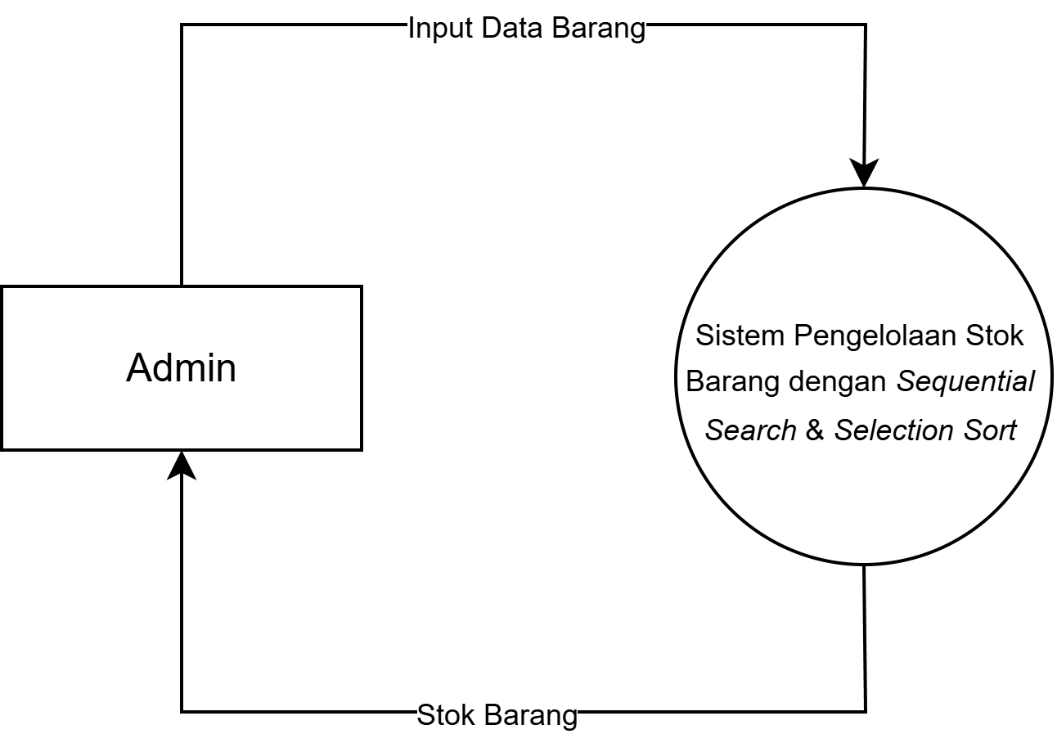 Input Data Barang
Admin
Sistem Pengelolaan Stok
Barang dengan Sequential
Search & Selection Sort
Stok Barang